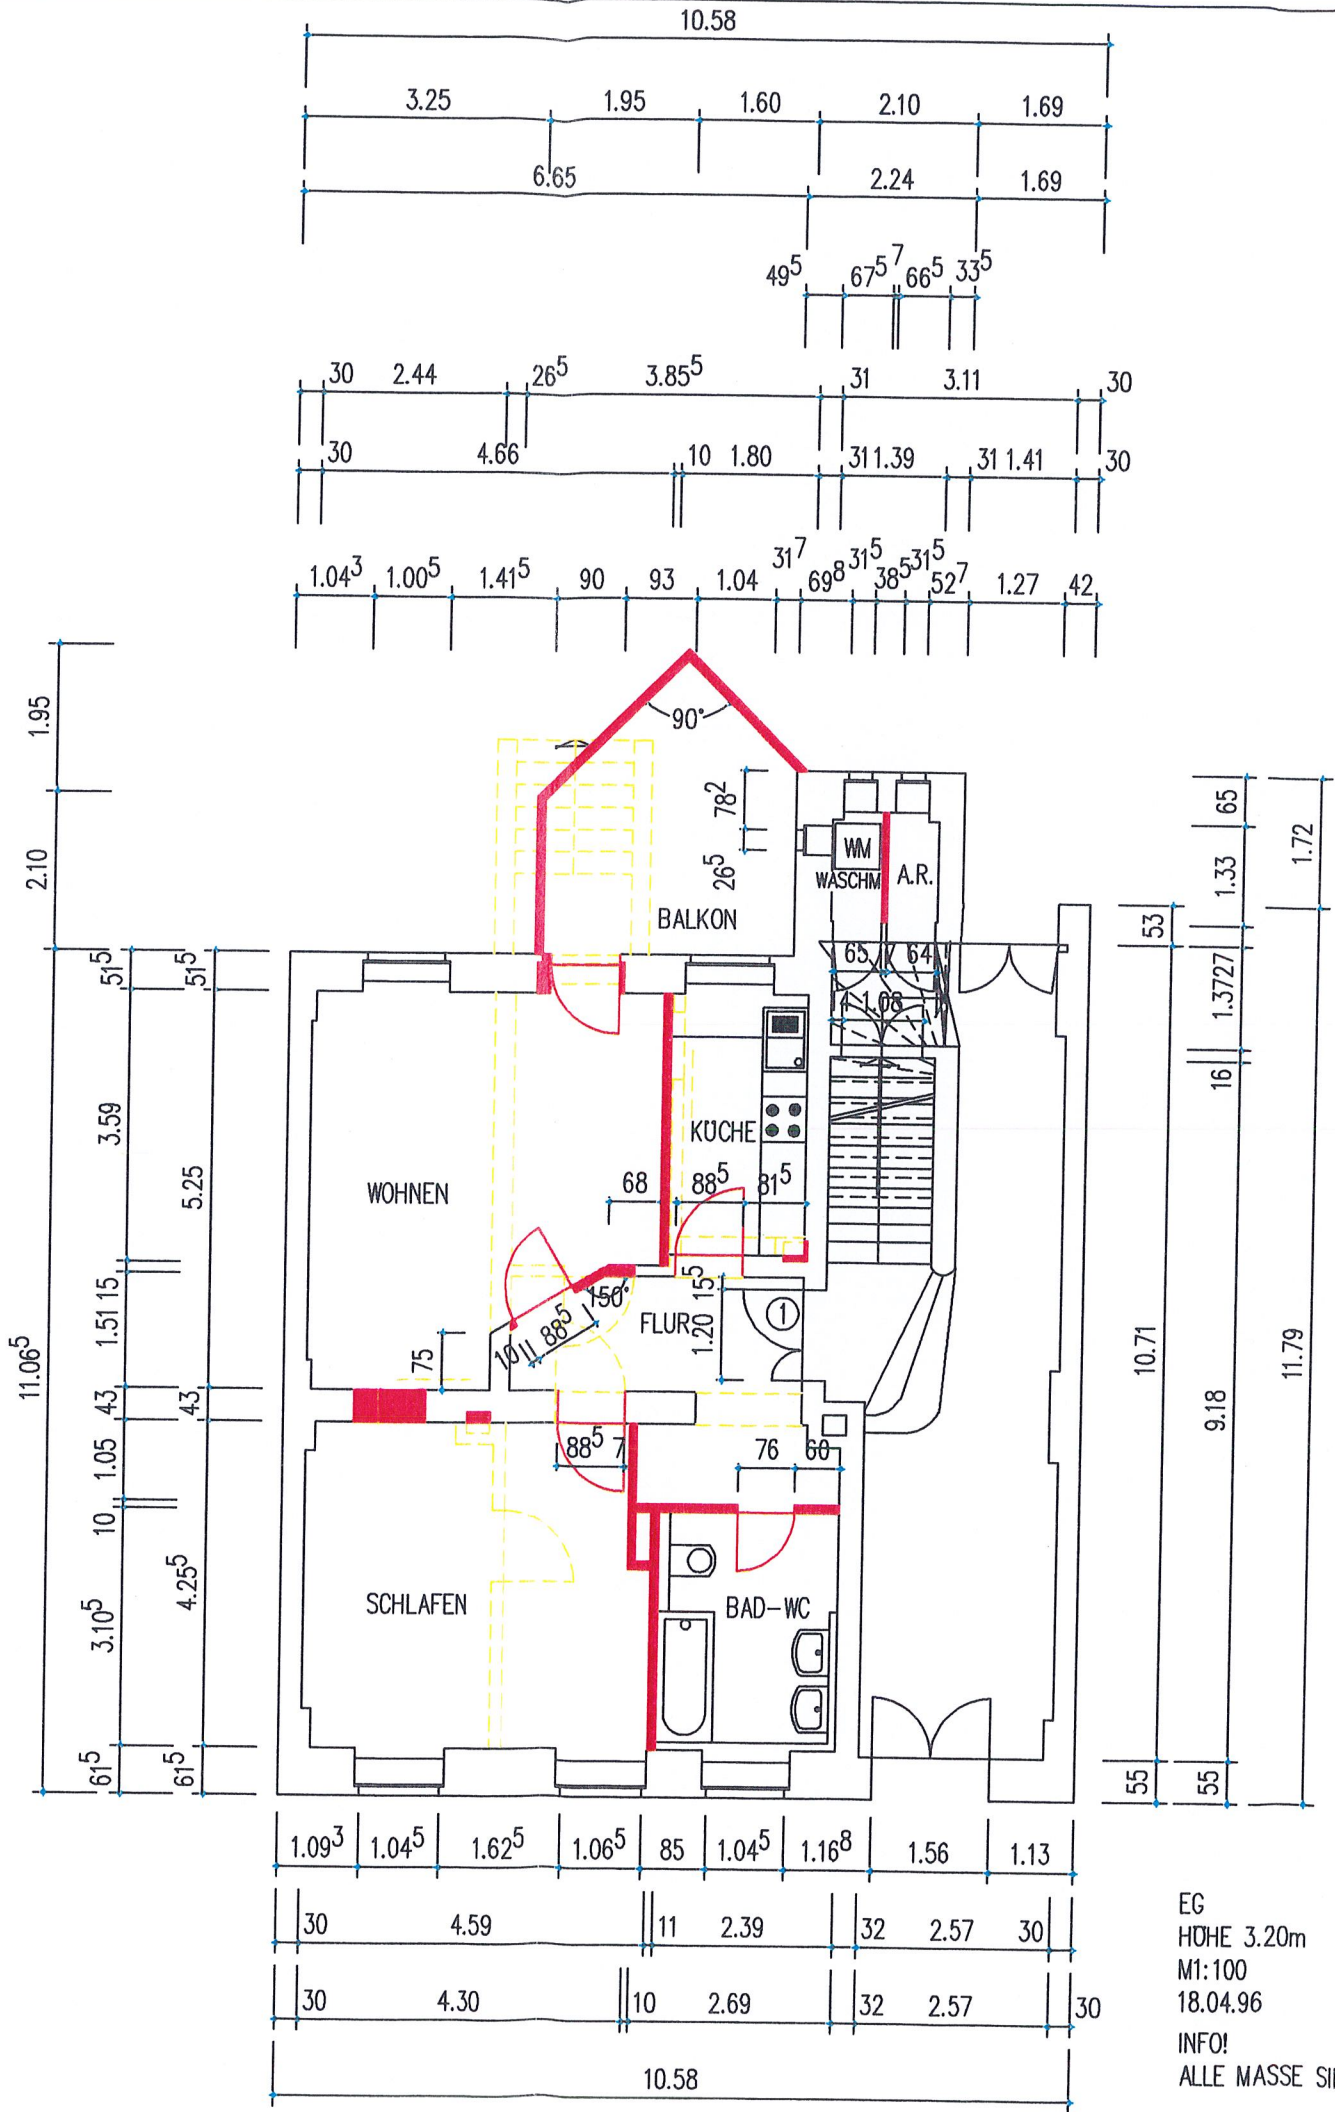 10.58
3.25 1.95 1.60 2.10 1.69
6.65 2.24 1.69
49⁵ 67⁵ 7 66⁵ 33⁵
30 2.44 26⁵ 3.85⁵ 31 3.11 30
30 4.66 10 1.80 31 1.39 31 1.41 30
1.04³ 1.00⁵ 1.41⁵ 90 93 1.04 31⁷ 69⁸ 31⁵ 38⁵ 31⁵ 52⁷ 1.27 42
1.95
2.10
11.06⁵
51⁵
3.59
15
1.51
43
1.05
10
3.10⁵
61⁵
51⁵
5.25
43
4.25⁵
61⁵
90°
78²
26⁵
BALKON
WM
WASCHM
A.R.
65 7 64
1.08
WOHNEN
KÜCHE
68 88⁵ 81⁵
150°
FLUR
15⁵
1.20
1
10 11 88⁵
75
88⁵ 7
76 60
SCHLAFEN
BAD-WC
65
1.33
27
1.37
16
9.18
55
1.72
11.79
53
10.71
55
1.09³ 1.04⁵ 1.62⁵ 1.06⁵ 85 1.04⁵ 1.16⁸ 1.56 1.13
30 4.59 11 2.39 32 2.57 30
30 4.30 10 2.69 32 2.57 30
10.58
EG
HÖHE 3.20m
M1:100
18.04.96
INFO!
ALLE MASSE